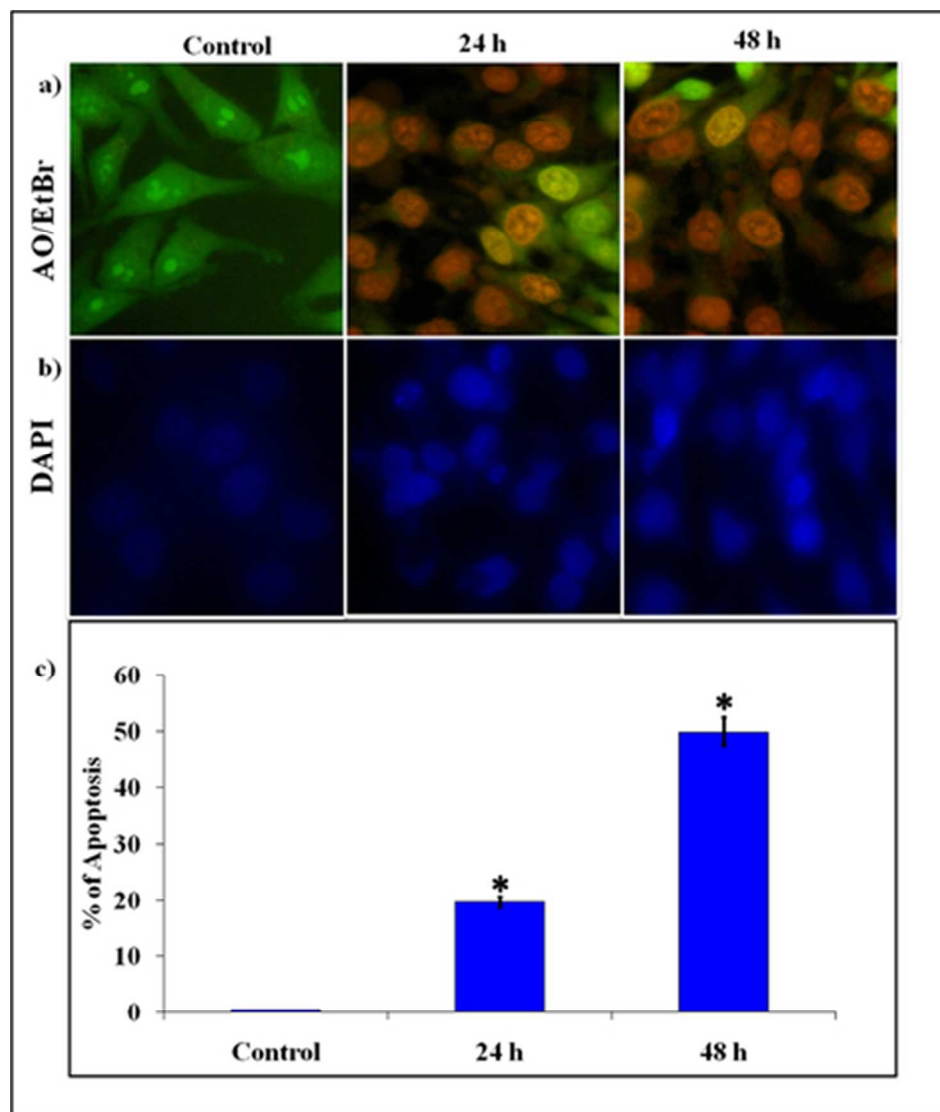 Control 24 h 48 h
a)
AO/EtBr
b)
DAPI
c)
% of Apoptosis
60
50
40
30
20
10
0
*
*
Control 24 h 48 h